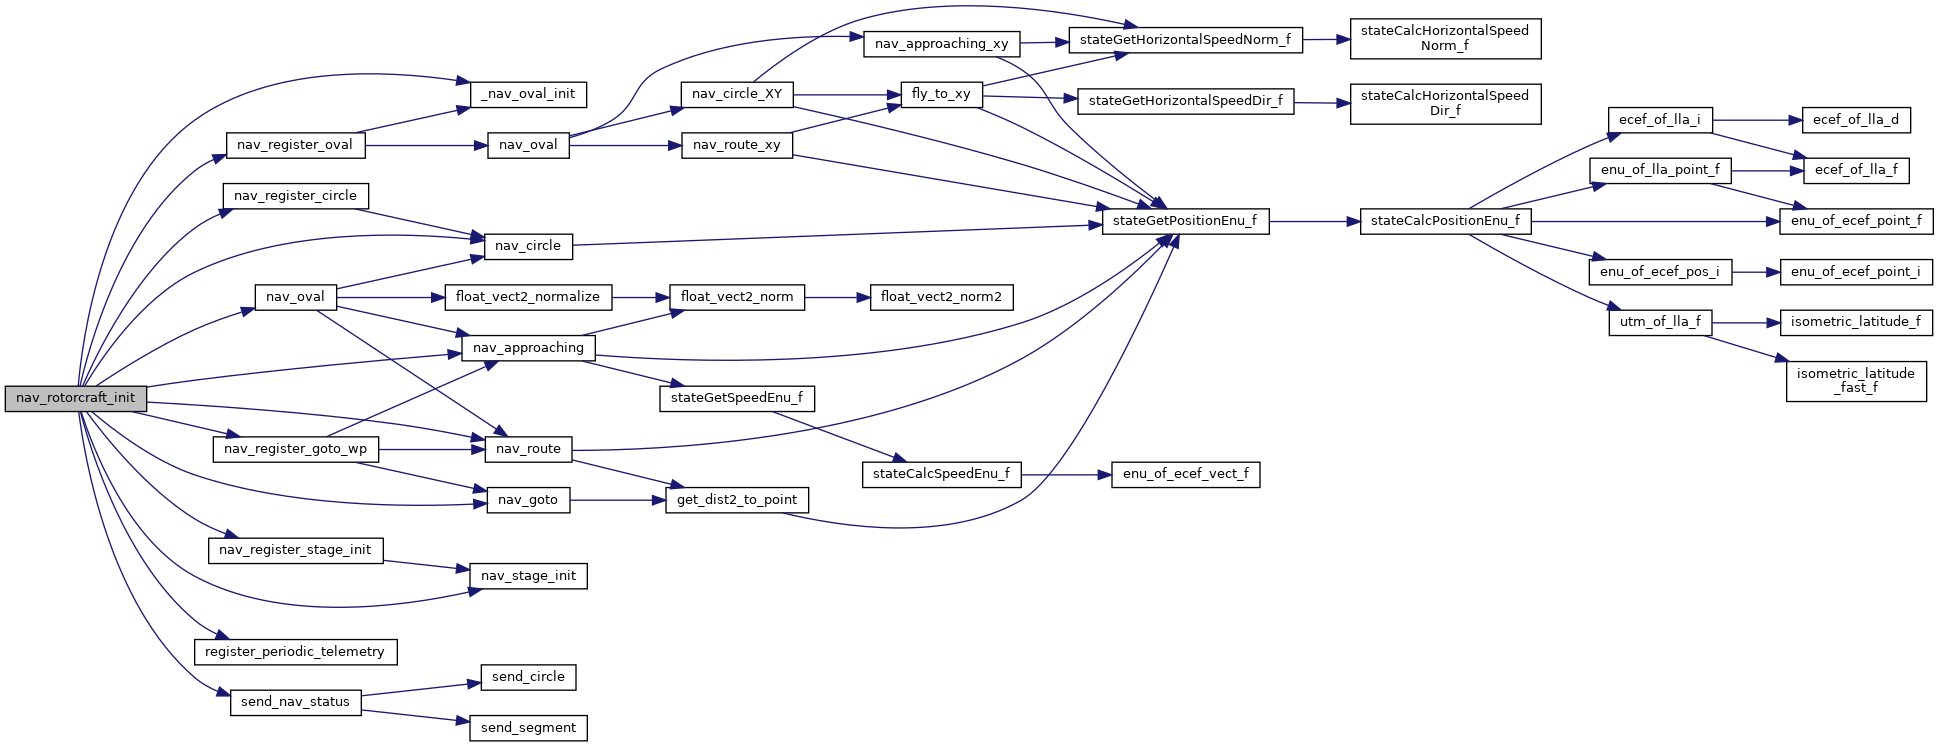 nav_rotorcraft_init
_nav_oval_init
nav_register_oval
nav_register_circle
nav_oval
nav_register_goto_wp
nav_register_stage_init
register_periodic_telemetry
send_nav_status
nav_oval
nav_circle
float_vect2_normalize
nav_approaching
nav_route
nav_goto
nav_stage_init
send_circle
send_segment
nav_circle_XY
nav_route_xy
float_vect2_norm
stateGetSpeedEnu_f
get_dist2_to_point
nav_approaching_xy
fly_to_xy
float_vect2_norm2
stateCalcSpeedEnu_f
stateGetHorizontalSpeedNorm_f
stateGetHorizontalSpeedDir_f
stateGetPositionEnu_f
enu_of_ecef_vect_f
stateCalcHorizontalSpeed
Norm_f
stateCalcHorizontalSpeed
Dir_f
stateCalcPositionEnu_f
ecef_of_lla_i
enu_of_lla_point_f
enu_of_ecef_pos_i
utm_of_lla_f
ecef_of_lla_d
ecef_of_lla_f
enu_of_ecef_point_f
enu_of_ecef_point_i
isometric_latitude_f
isometric_latitude
_fast_f